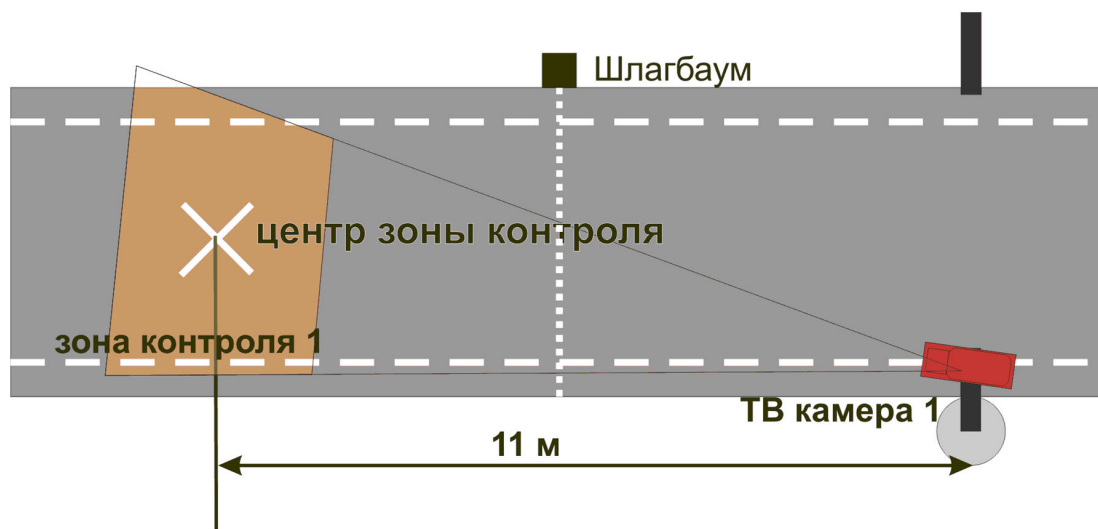 Шлагбаум
центр зоны контроля
зона контроля 1
ТВ камера 1
11 м